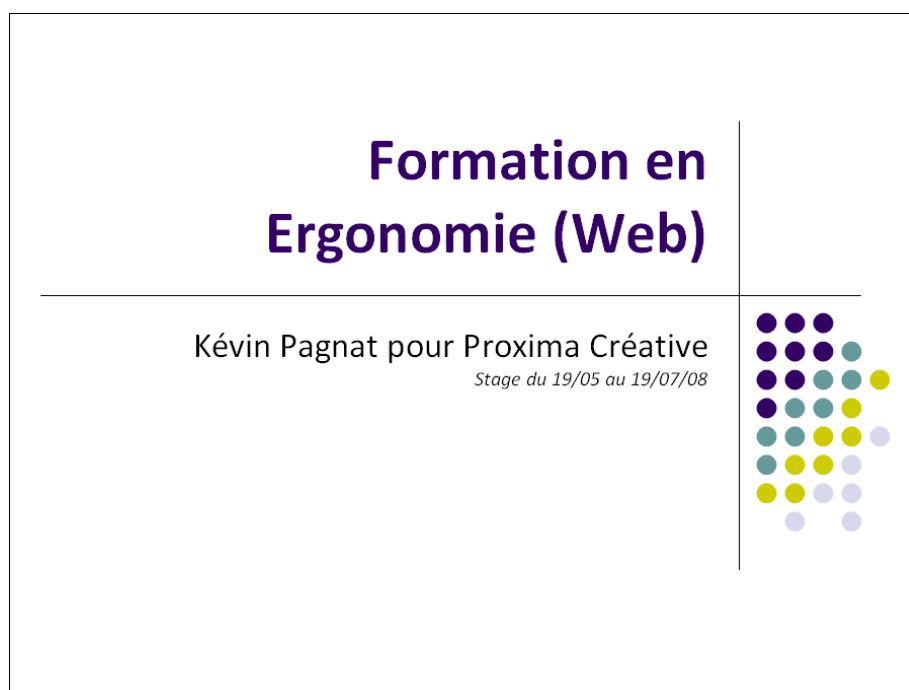 Formation en
Ergonomie (Web)
Kévin Pagnat pour Proxima Créative
Stage du 19/05 au 19/07/08